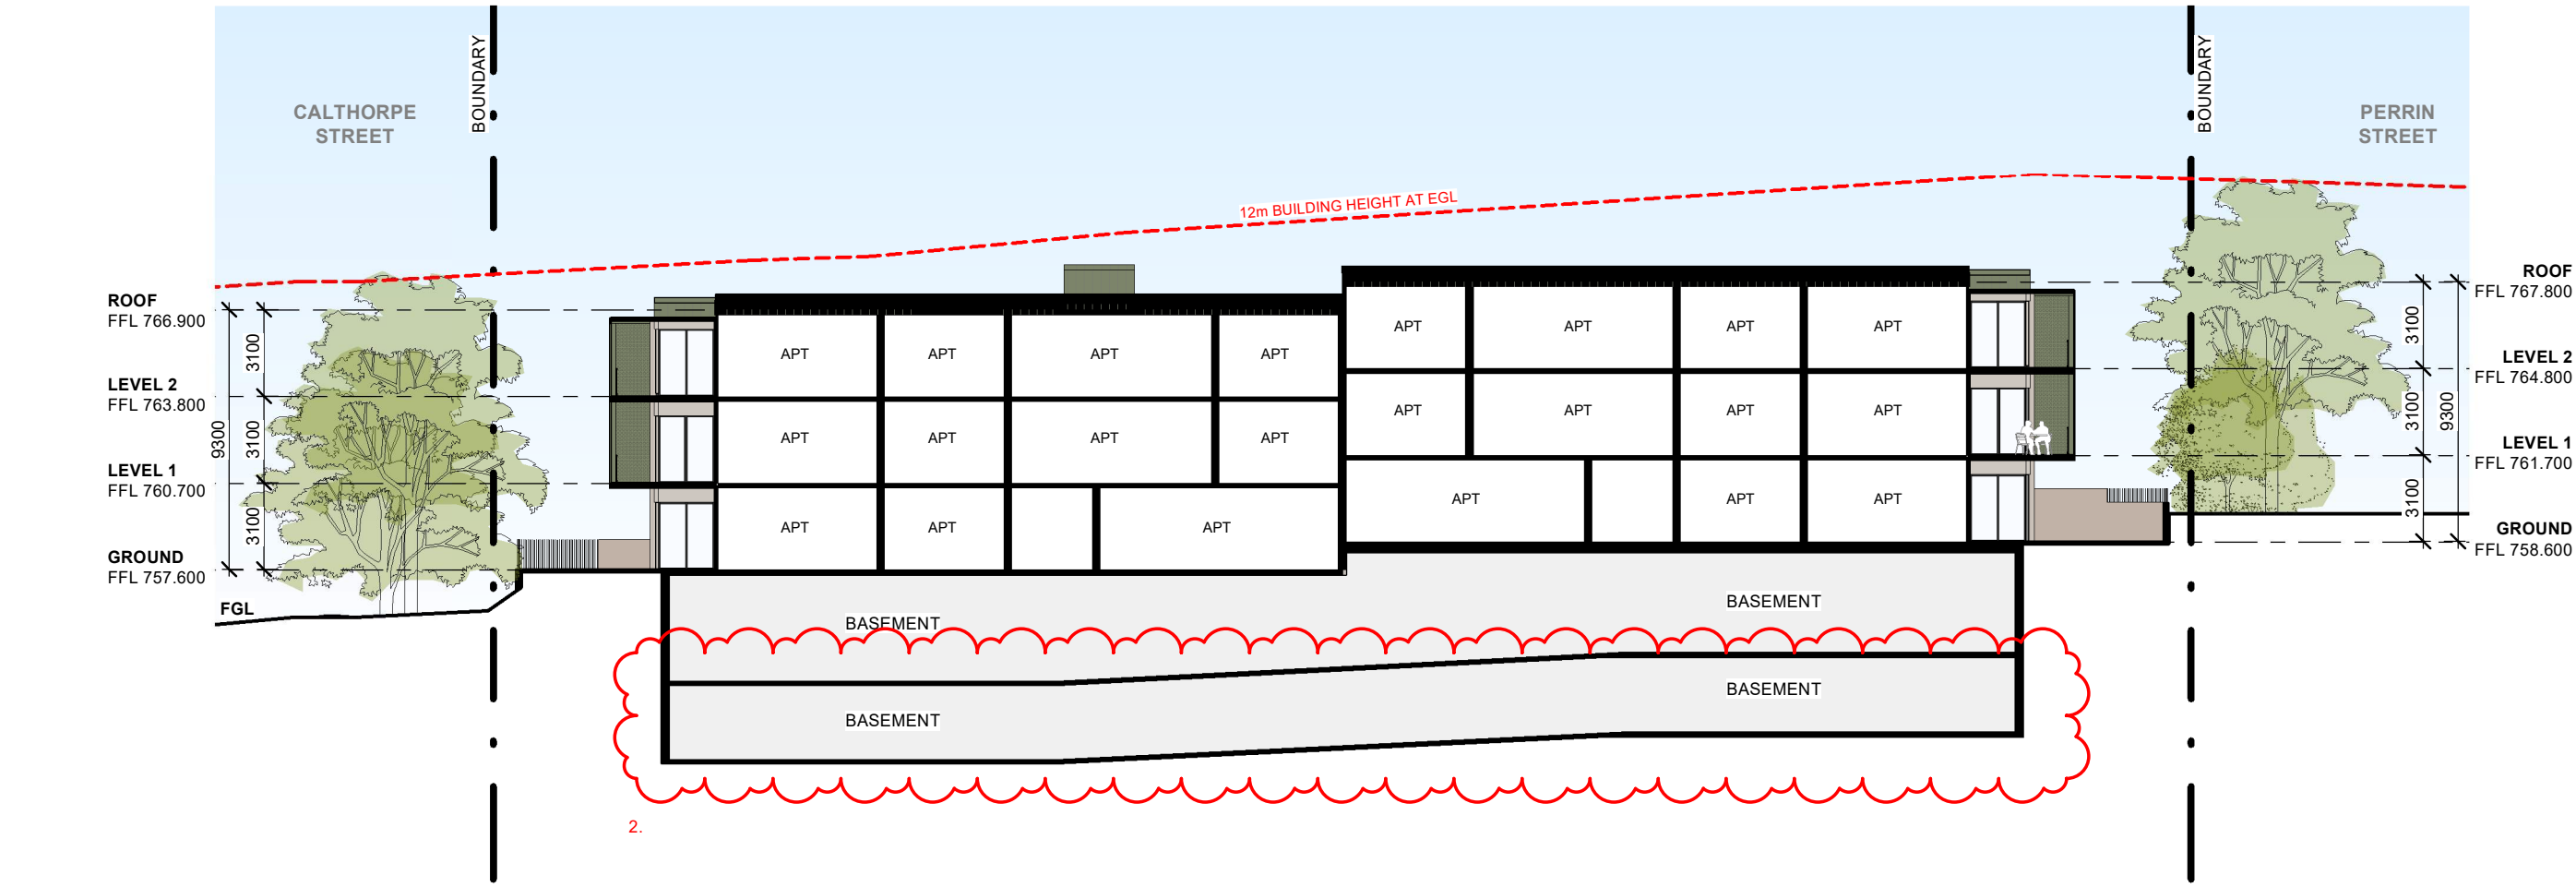 CALTHORPE
STREET
BOUNDARY
BOUNDARY
PERRIN
STREET
12m BUILDING HEIGHT AT EGL
ROOF
FFL 766.900
LEVEL 2
FFL 763.800
LEVEL 1
FFL 760.700
GROUND
FFL 757.600
FGL
9300
3100
3100
3100
APT APT APT APT
APT APT APT APT
APT APT APT
APT APT APT APT
APT APT APT APT
APT APT APT
ROOF
FFL 767.800
LEVEL 2
FFL 764.800
LEVEL 1
FFL 761.700
GROUND
FFL 758.600
3100
3100
3100
9300
BASEMENT
BASEMENT
BASEMENT
BASEMENT
2.